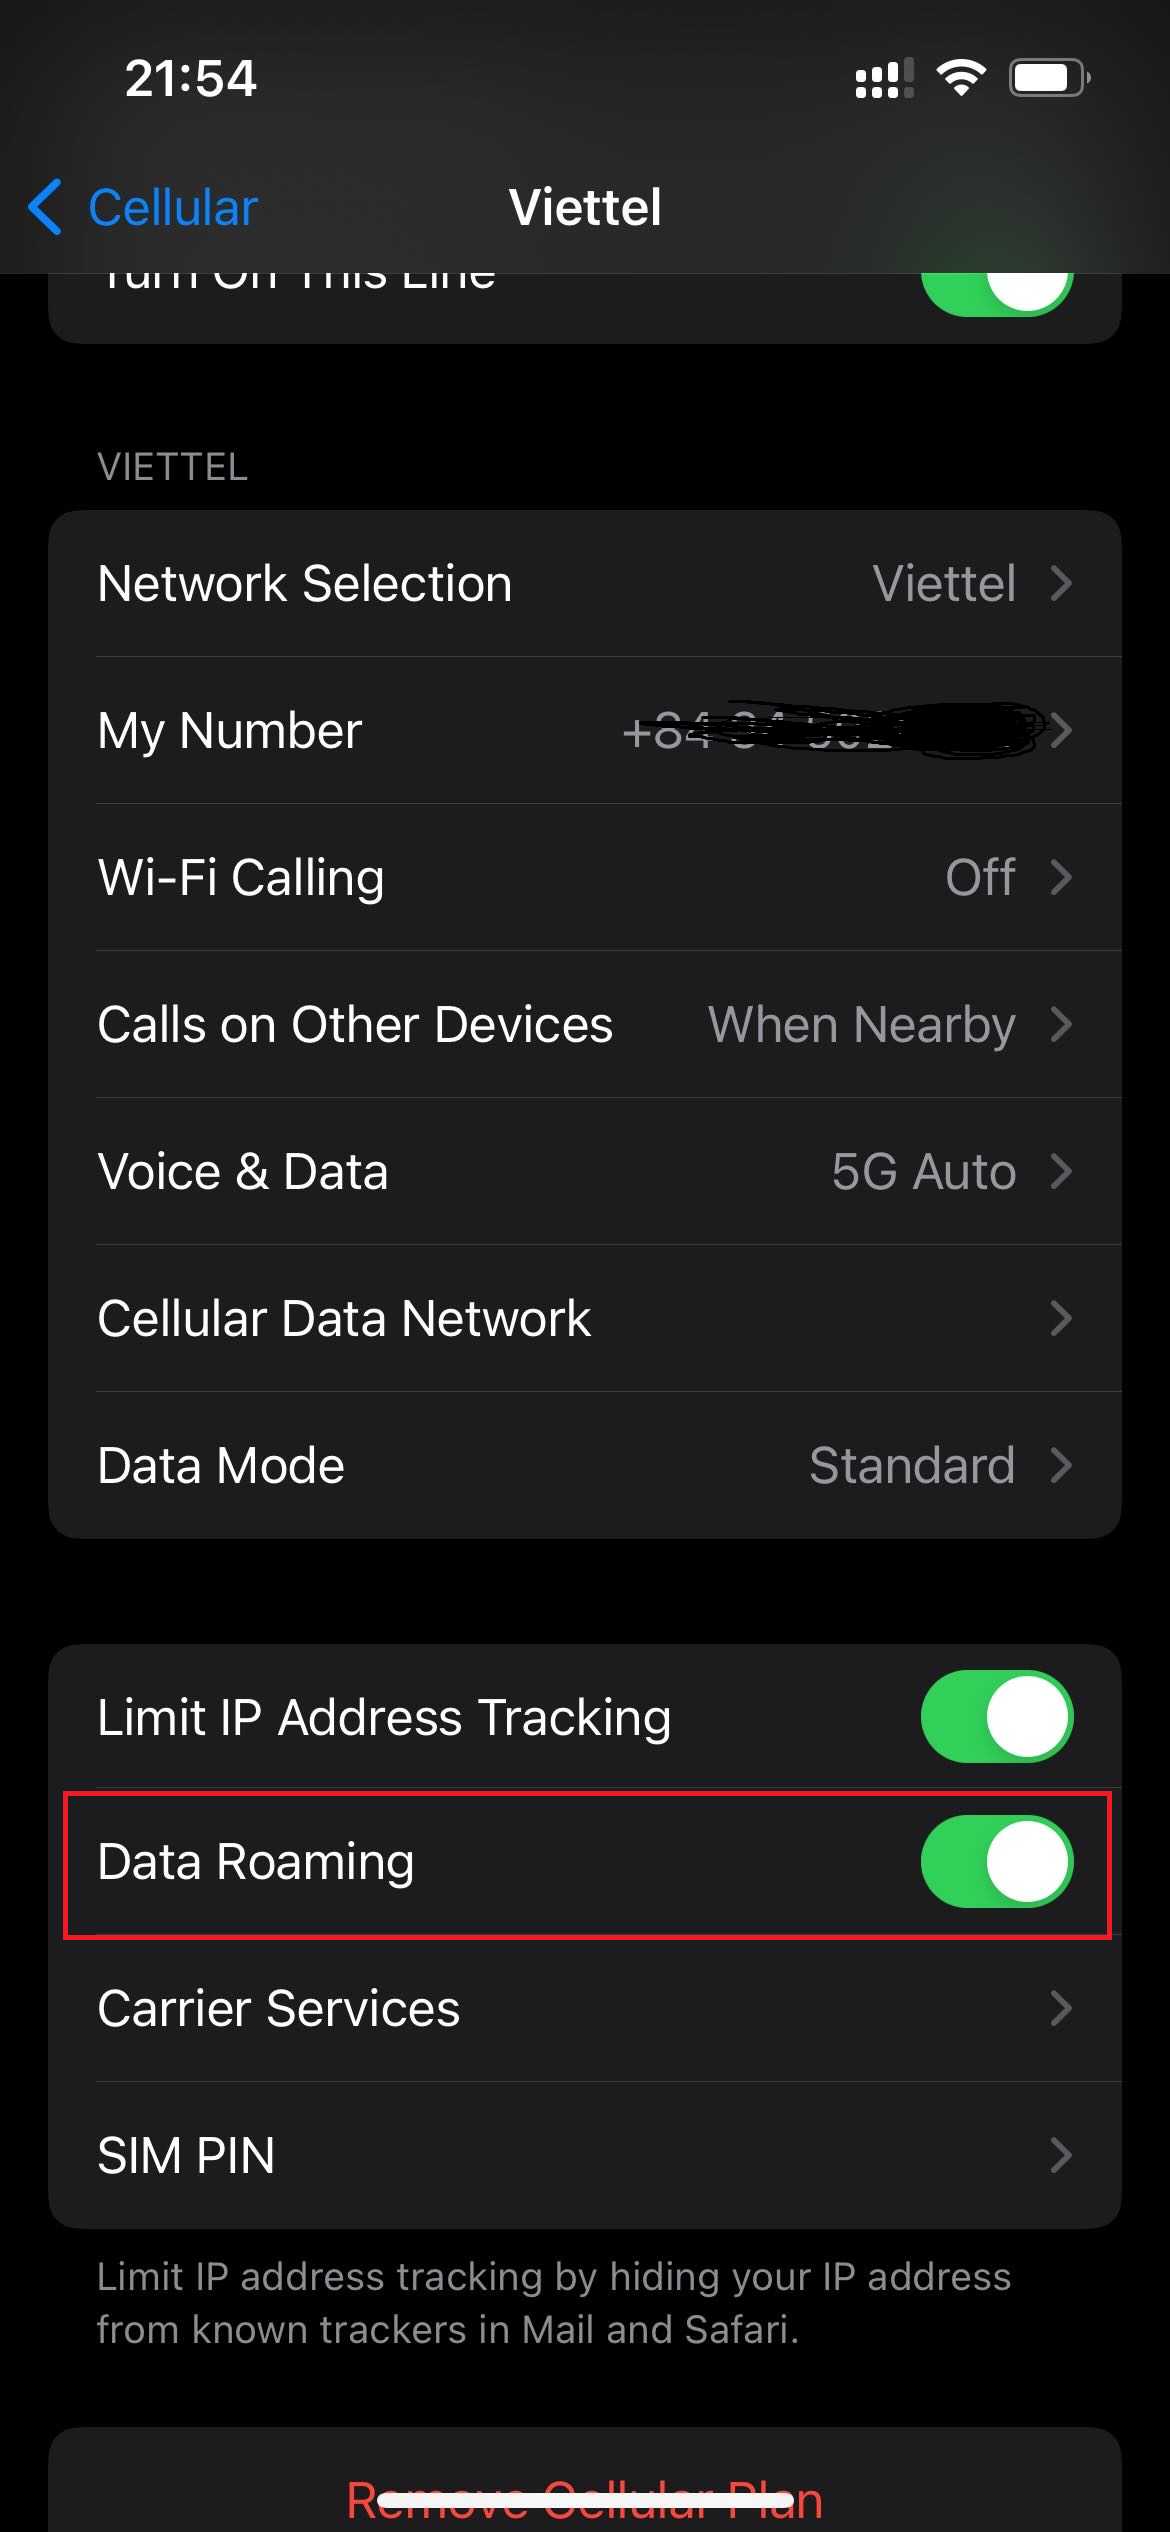 21:54
Cellular
Viettel
Turn On This Line
VIETTEL
Network Selection Viettel
My Number +84
Wi-Fi Calling Off
Calls on Other Devices When Nearby
Voice & Data 5G Auto
Cellular Data Network
Data Mode Standard
Limit IP Address Tracking
Data Roaming
Carrier Services
SIM PIN
Limit IP address tracking by hiding your IP address
from known trackers in Mail and Safari.
Remove Cellular Plan